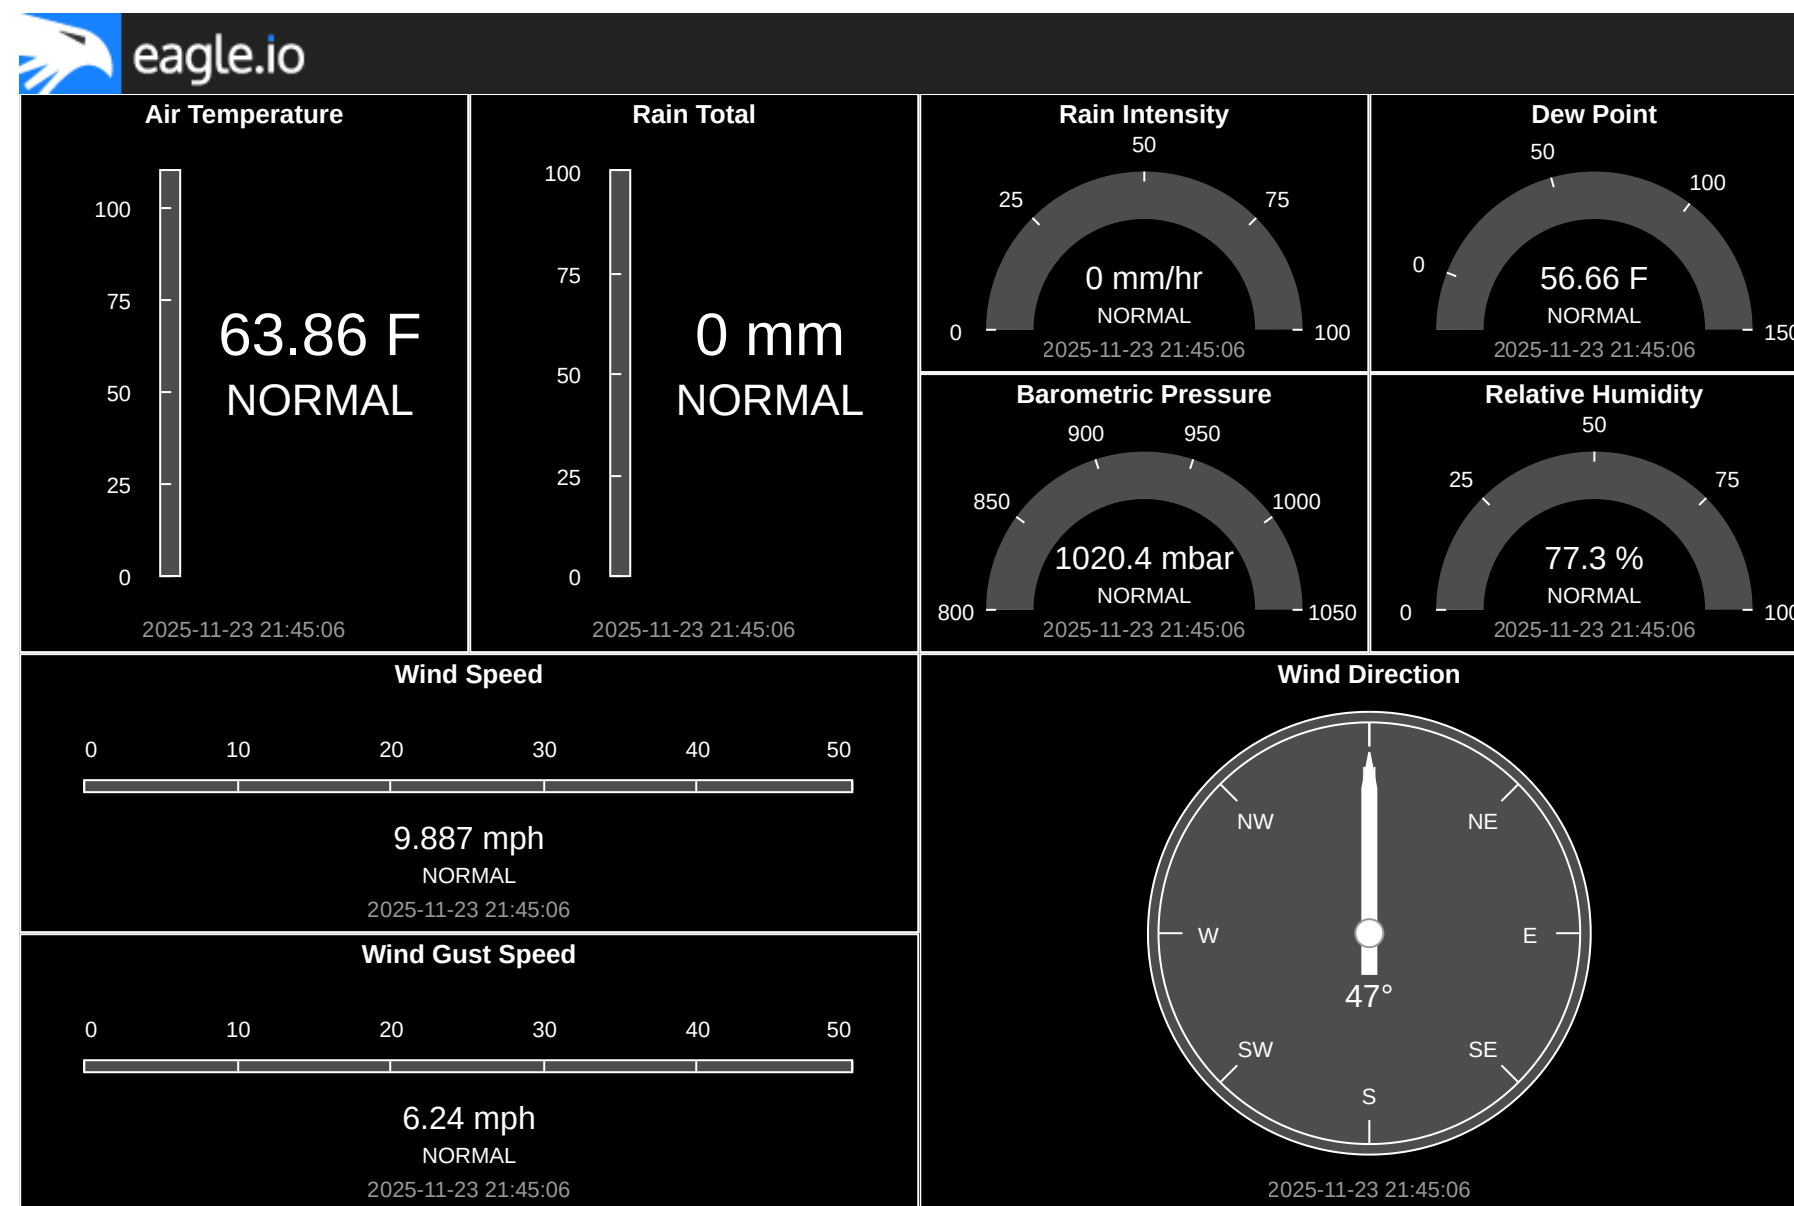 eagle.io
Air Temperature
100
75
50
25
0
63.86 F
NORMAL
2025-11-23 21:45:06
Rain Total
100
75
50
25
0
0 mm
NORMAL
2025-11-23 21:45:06
Rain Intensity
0
25
50
75
100
0 mm/hr
NORMAL
2025-11-23 21:45:06
Dew Point
0
50
100
150
56.66 F
NORMAL
2025-11-23 21:45:06
Barometric Pressure
800
850
900
950
1000
1050
1020.4 mbar
NORMAL
2025-11-23 21:45:06
Relative Humidity
0
25
50
75
100
77.3 %
NORMAL
2025-11-23 21:45:06
Wind Speed
0 10 20 30 40 50
9.887 mph
NORMAL
2025-11-23 21:45:06
Wind Gust Speed
0 10 20 30 40 50
6.24 mph
NORMAL
2025-11-23 21:45:06
Wind Direction
NW NE
W E
47°
SW SE
S
2025-11-23 21:45:06